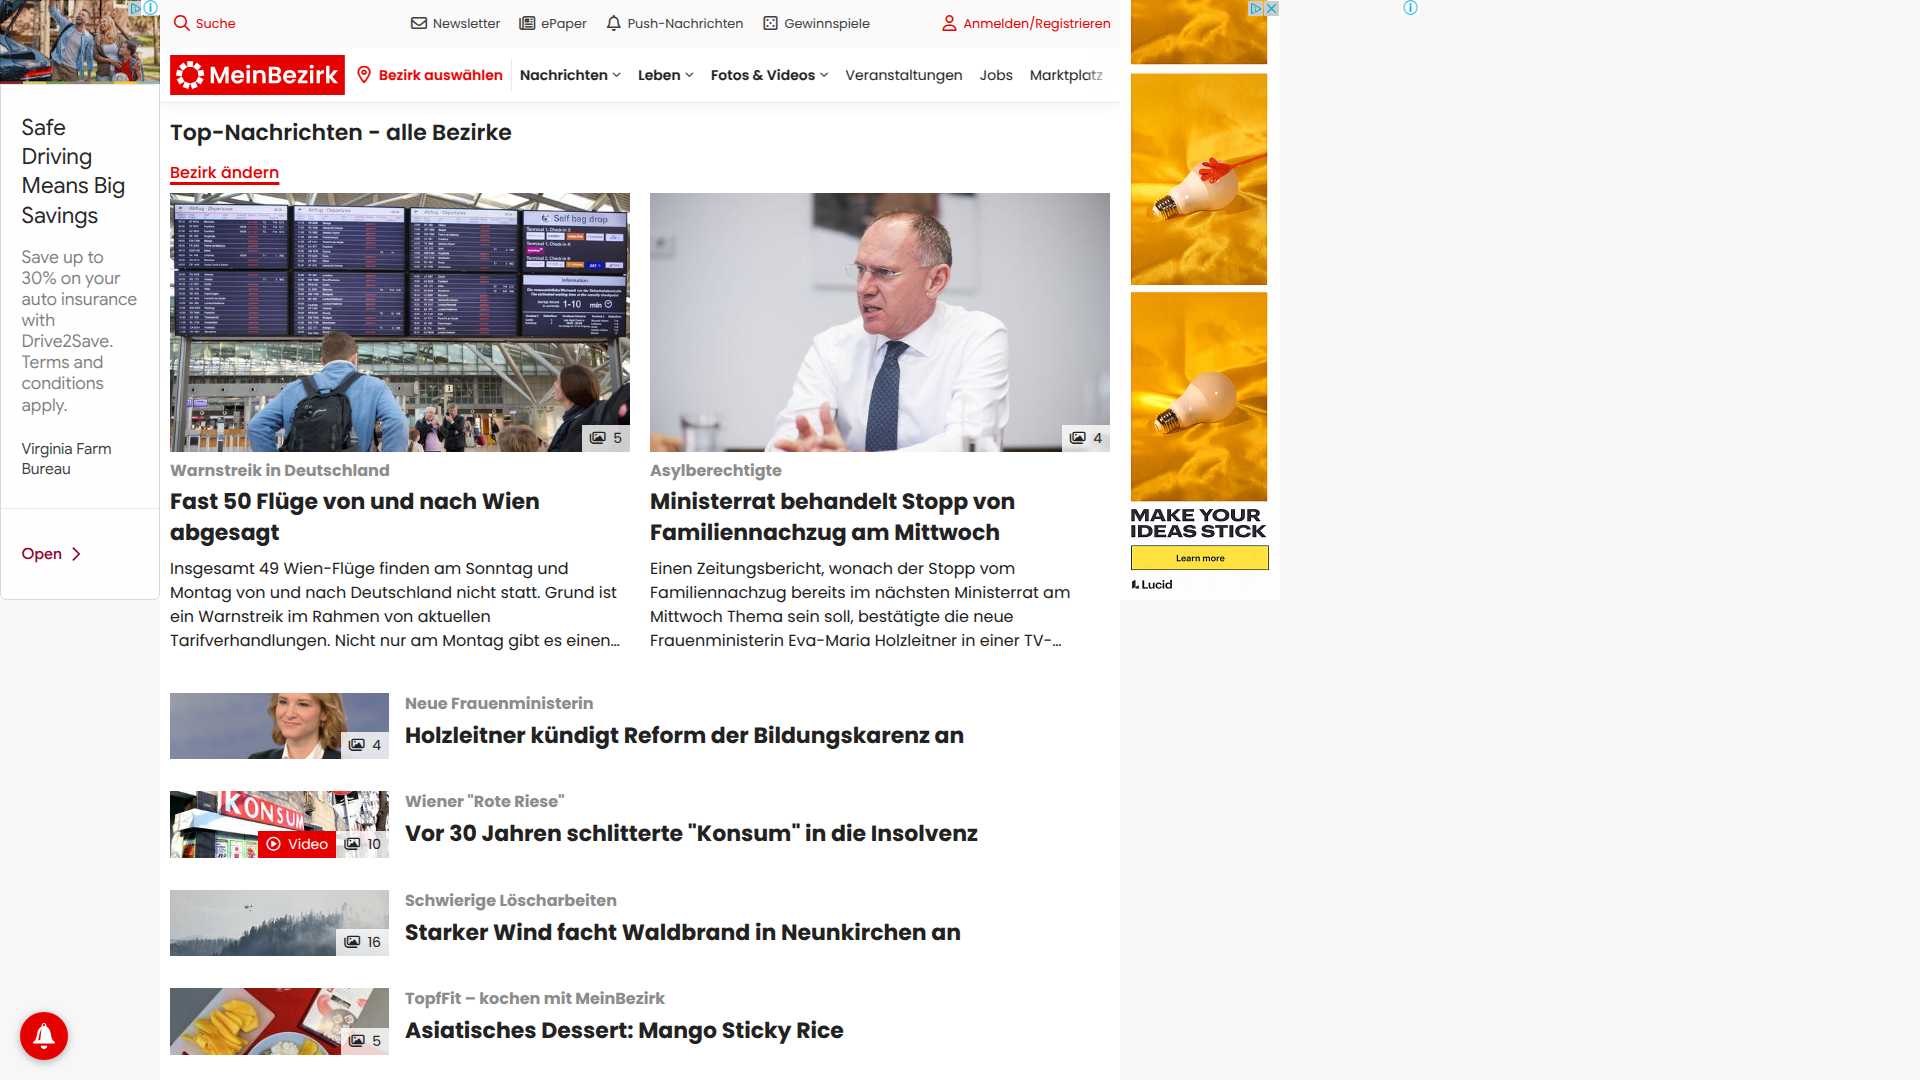 Suche
Newsletter
ePaper
Push-Nachrichten
Gewinnspiele
Anmelden/Registrieren
MeinBezirk
Bezirk auswählen
Nachrichten
Leben
Fotos & Videos
Veranstaltungen
Jobs
Marktplatz
Safe
Driving
Means Big
Savings
Save up to
30% on your
auto insurance
with
Drive2Save.
Terms and
conditions
apply.
Virginia Farm
Bureau
Open
Top-Nachrichten - alle Bezirke
Bezirk ändern
Self bag drop
1-10 min
5
Warnstreik in Deutschland
Fast 50 Flüge von und nach Wien
abgesagt
Insgesamt 49 Wien-Flüge finden am Sonntag und
Montag von und nach Deutschland nicht statt. Grund ist
ein Warnstreik im Rahmen von aktuellen
Tarifverhandlungen. Nicht nur am Montag gibt es einen...
4
Asylberechtigte
Ministerrat behandelt Stopp von
Familiennachzug am Mittwoch
Einen Zeitungsbericht, wonach der Stopp vom
Familiennachzug bereits im nächsten Ministerrat am
Mittwoch Thema sein soll, bestätigte die neue
Frauenministerin Eva-Maria Holzleitner in einer TV-...
4
Neue Frauenministerin
Holzleitner kündigt Reform der Bildungskarenz an
KONSUM
Video
10
Wiener "Rote Riese"
Vor 30 Jahren schlitterte "Konsum" in die Insolvenz
16
Schwierige Löscharbeiten
Starker Wind facht Waldbrand in Neunkirchen an
5
TopfFit – kochen mit MeinBezirk
Asiatisches Dessert: Mango Sticky Rice
MAKE YOUR
IDEAS STICK
Learn more
Lucid